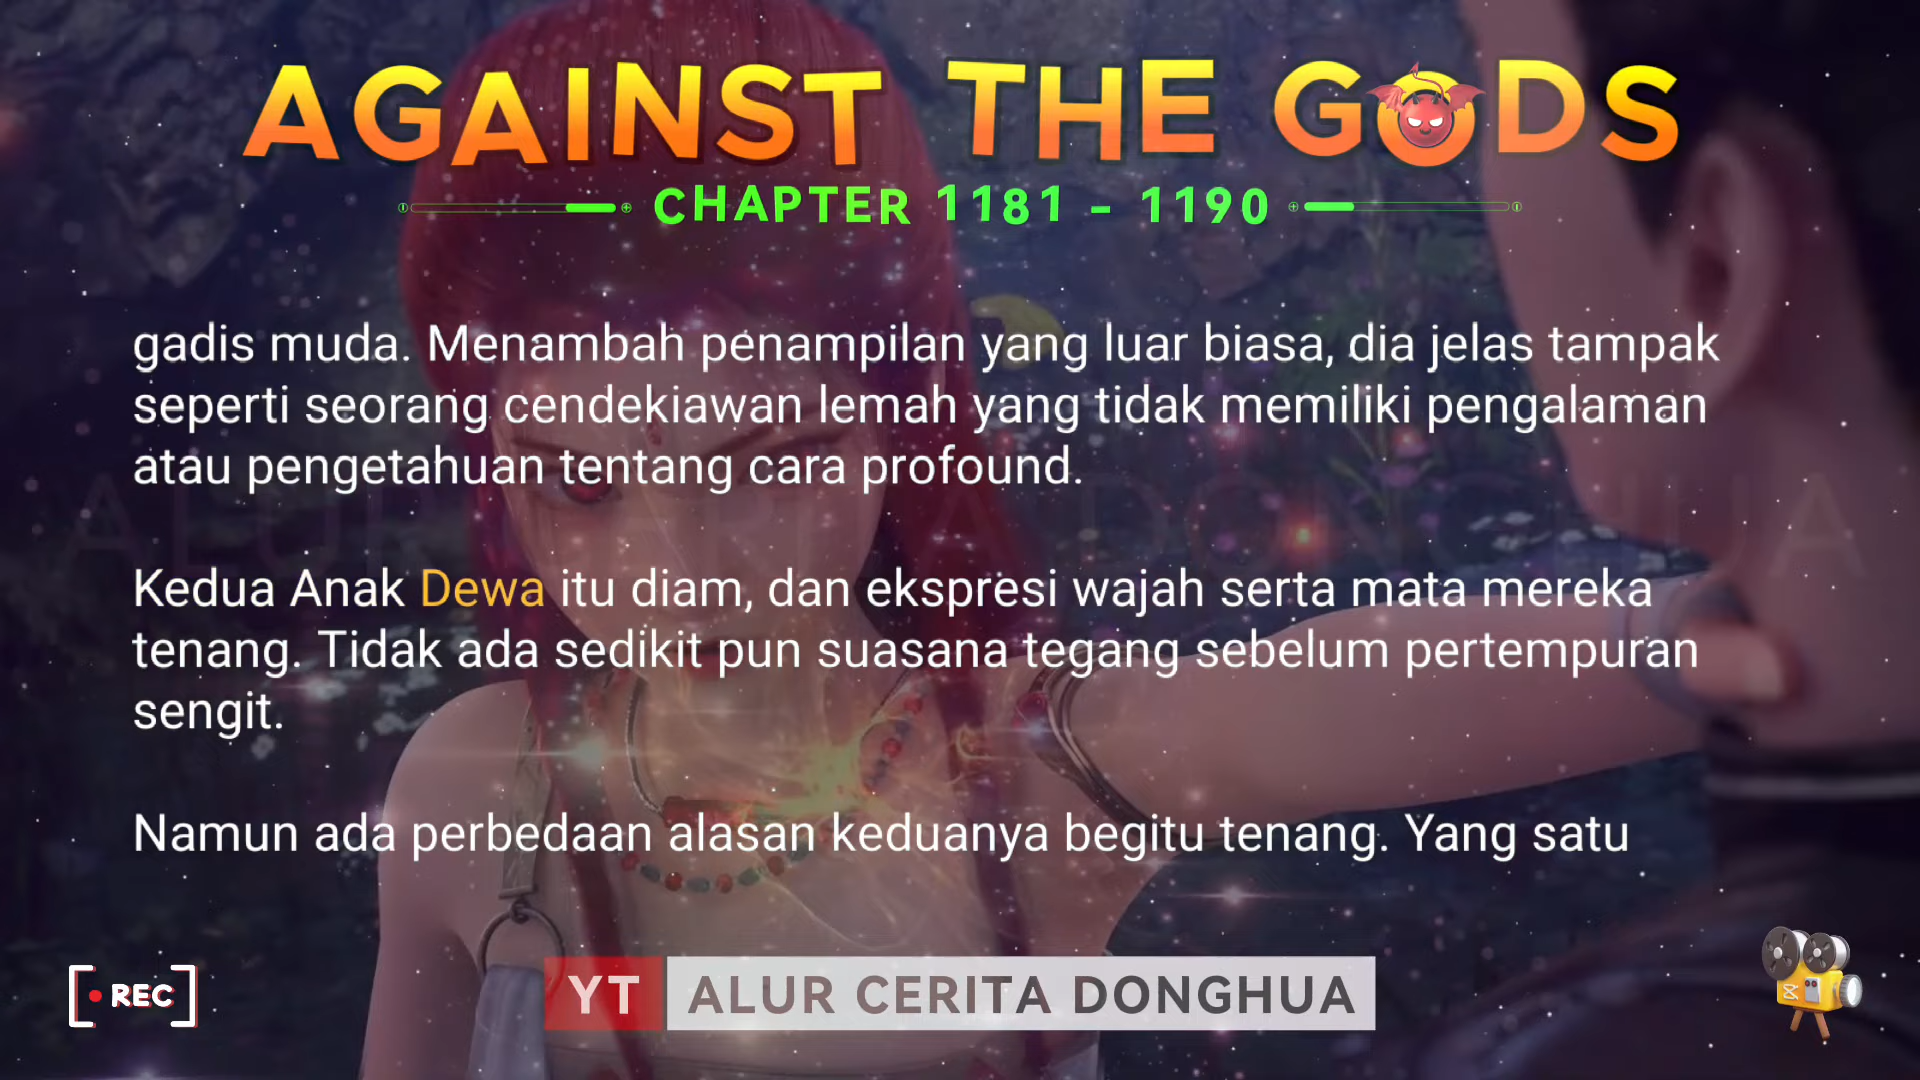 AGAINST THE GODS
CHAPTER 1181 - 1190
gadis muda. Menambah penampilan yang luar biasa, dia jelas tampak
seperti seorang cendekiawan lemah yang tidak memiliki pengalaman
atau pengetahuan tentang cara profound.
ALUR CERITA DONGHUA
Kedua Anak Dewa itu diam, dan ekspresi wajah serta mata mereka
tenang. Tidak ada sedikit pun suasana tegang sebelum pertempuran
sengit.
Namun ada perbedaan alasan keduanya begitu tenang. Yang satu
REC
YT ALUR CERITA DONGHUA